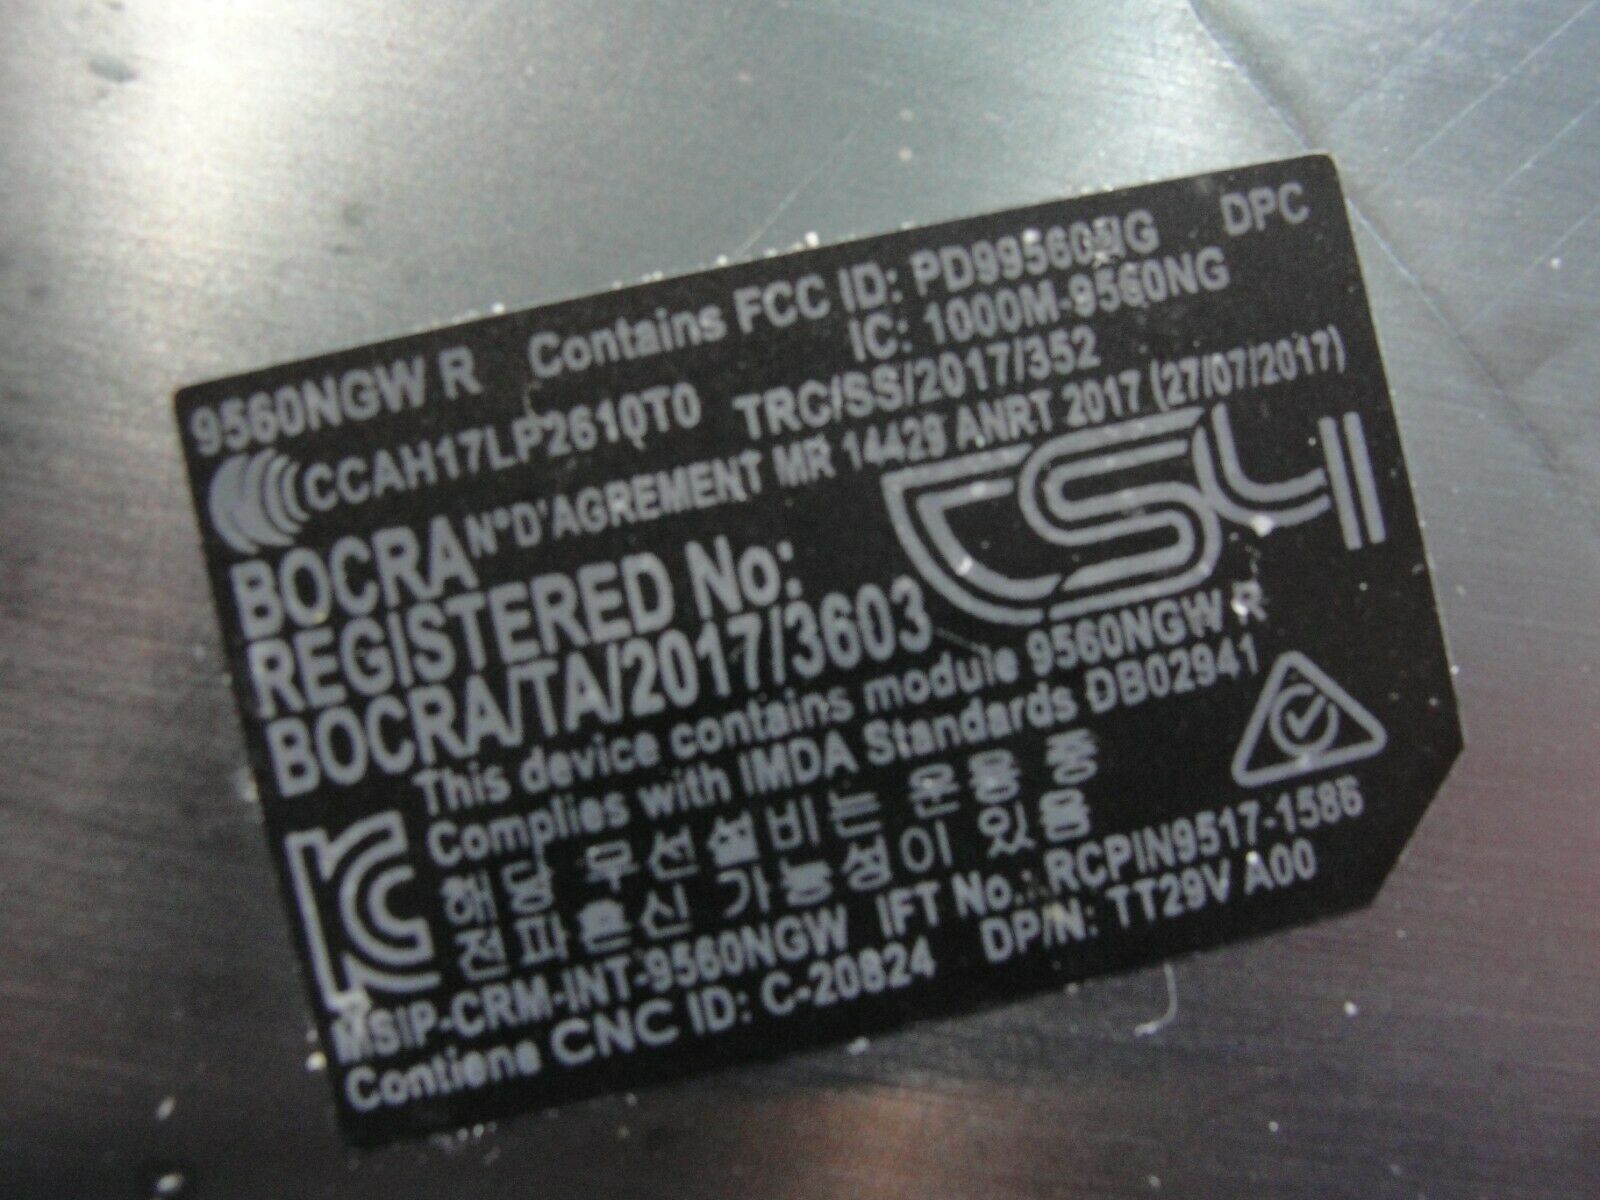 9560NGW R Contains FCC ID: PD99560NG DPC
IC: 1000M-9560NG
CCAH17LP2610T0 TRC/SS/2017/352
BOCRA N°D'AGREMENT MR 14429 ANRT 2017 (27/07/2017)
REGISTERED No:
BOCRA/TA/2017/3603
This device contains module 9560NGW R
Complies with IMDA Standards DB02941
해당 무선설비는 운용 중
전파혼신 가능성이 있음
MSIP-CRM-INT-9560NGW IFT No.: RCPIN9517-1586
Contiene CNC ID: C-20824 DP/N: TT29V A00